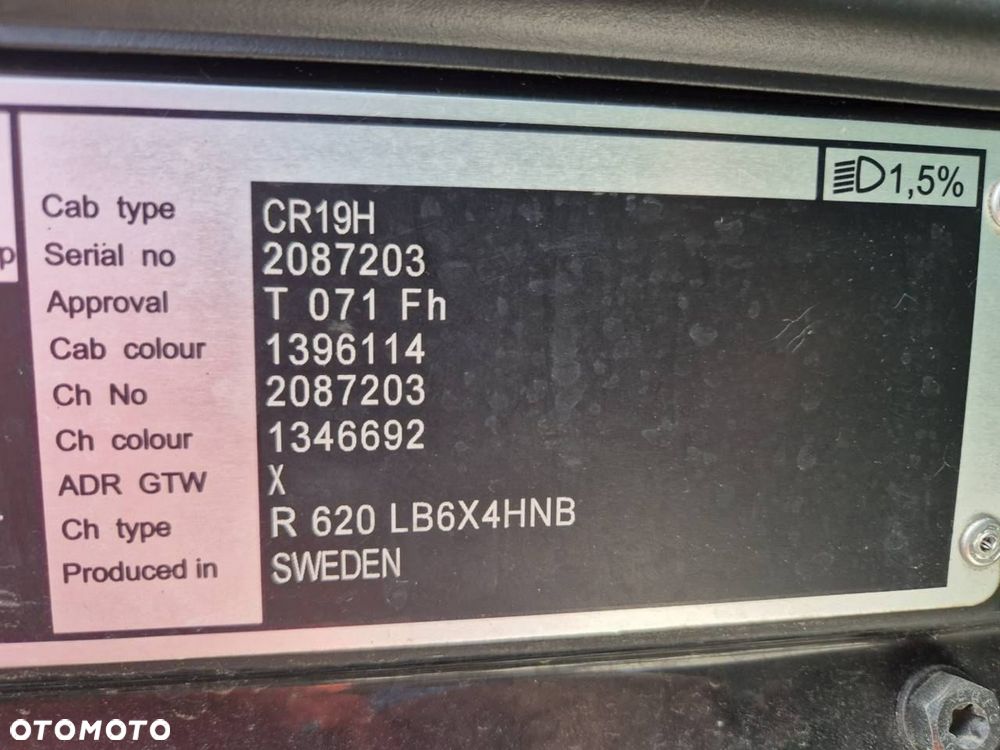 1,5%
Cab type CR19H
Serial no 2087203
Approval T 071 Fh
Cab colour 1396114
Ch No 2087203
Ch colour 1346692
ADR GTW X
Ch type R 620 LB6X4HNB
Produced in SWEDEN
p
OTOMOTO